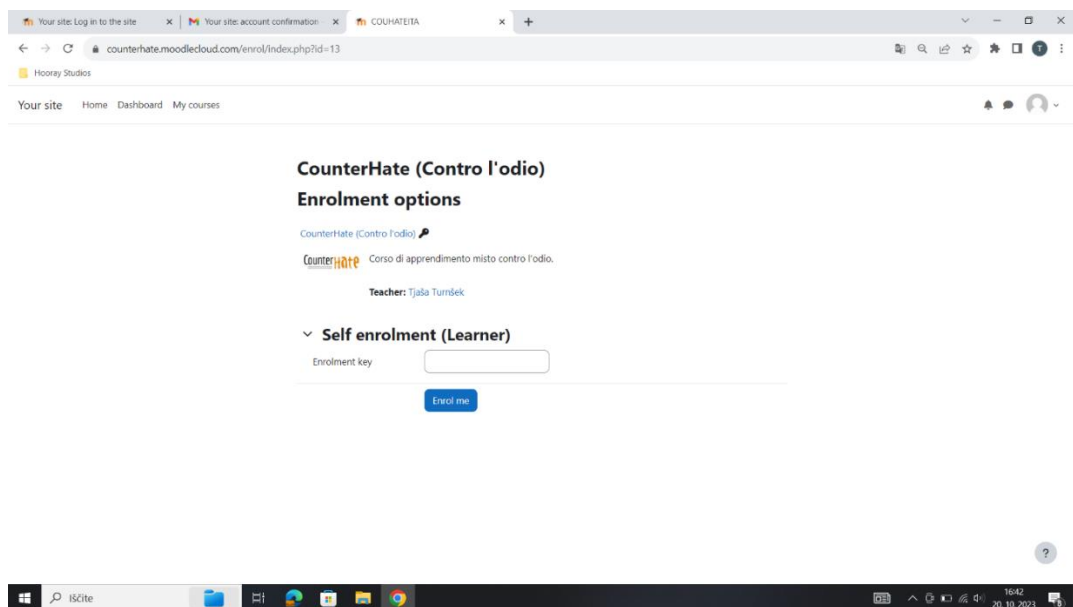 Your site: Log in to the site
Your site: account confirmation
COUHATEITA
counterhate.moodlecloud.com/enrol/index.php?id=13
T
Hooray Studios
Your site Home Dashboard My courses
CounterHate (Contro l'odio)
Enrolment options
CounterHate (Contro l'odio)
CounterHate Corso di apprendimento misto contro l'odio.
Teacher: Tjaša Turnšek
Self enrolment (Learner)
Enrolment key
Enrol me
?
Iščite
16:42
20. 10. 2023